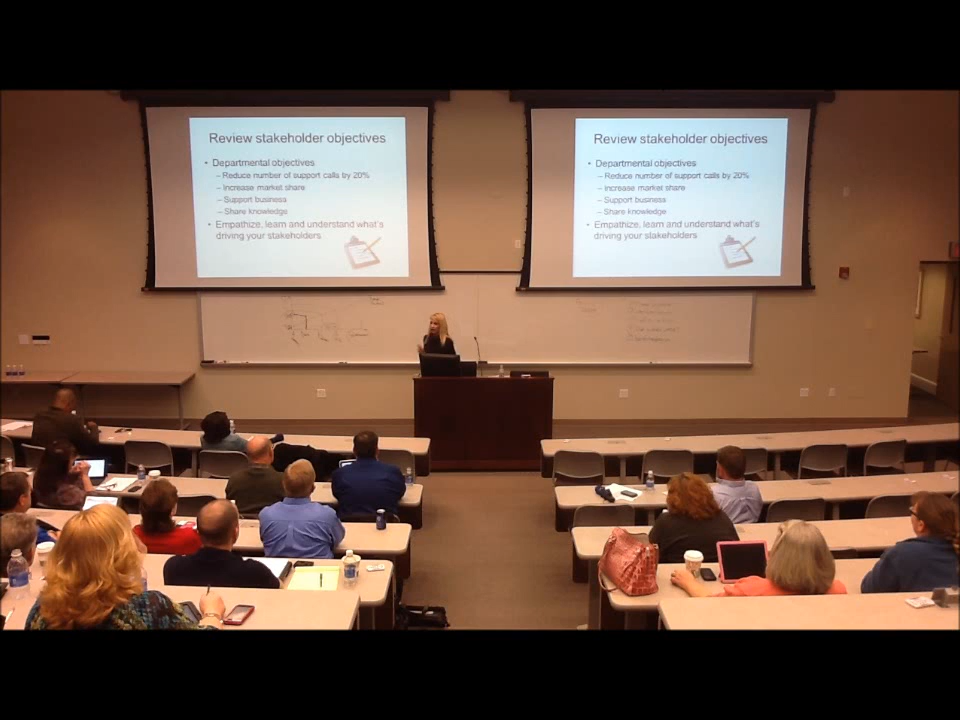 Review stakeholder objectives
• Departmental objectives
– Reduce number of support calls by 20%
– Increase market share
– Support business
– Share knowledge
• Empathize, learn and understand what's
driving your stakeholders
Review stakeholder objectives
• Departmental objectives
– Reduce number of support calls by 20%
– Increase market share
– Support business
– Share knowledge
• Empathize, learn and understand what's
driving your stakeholders